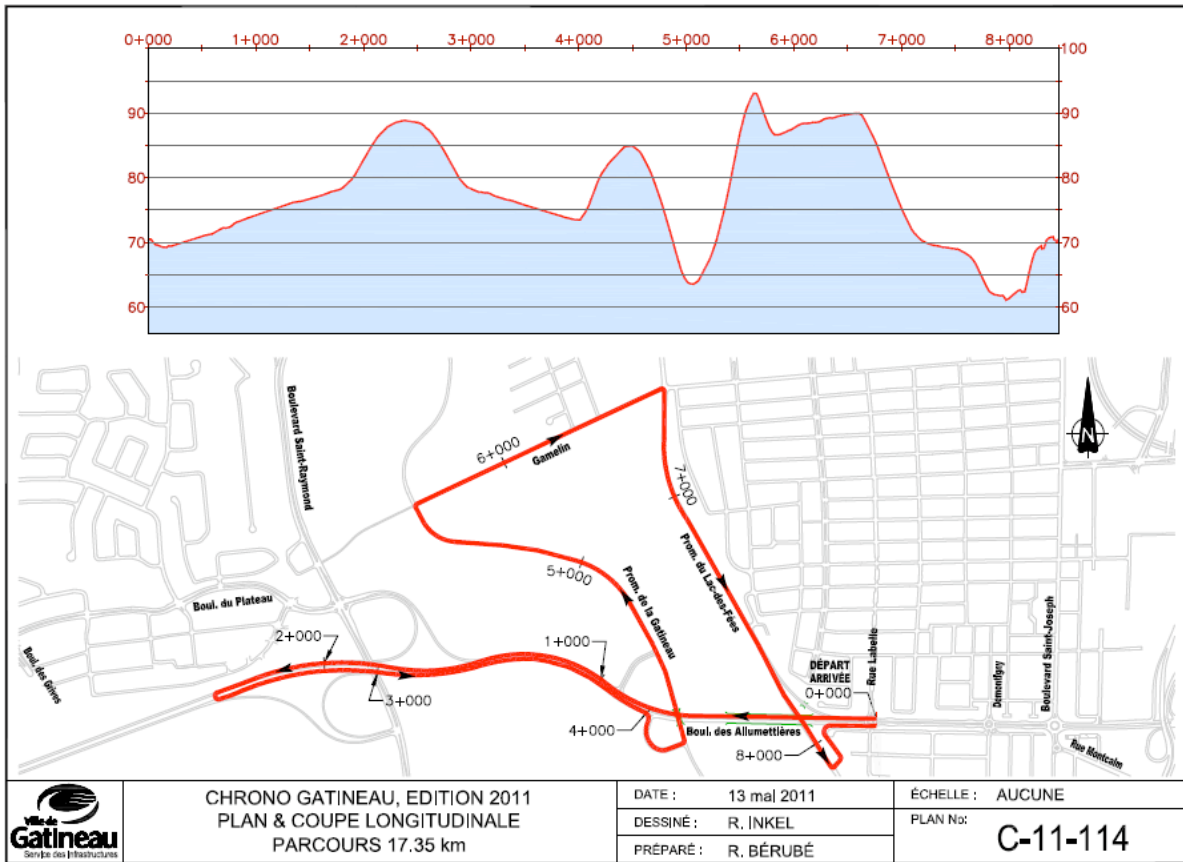 0+000 1+000 2+000 3+000 4+000 5+000 6+000 7+000 8+000 100
90 90
80 80
70 70
60 60
Boulevard Saint-Raymond
6+000
Gamelin
N
7+000
Prom. du Lac-des-Fées
5+000
Prom. de la Gatineau
Boul. du Plateau
Boul. des Grives
2+000
1+000
3+000
4+000
DÉPART
ARRIVÉE
0+000
Rue Labelle
Demontigny
Boulevard Saint-Joseph
Boul. des Allumettières
8+000
Rue Montcalm
Ville de
Gatineau
Service des Infrastructures
CHRONO GATINEAU, EDITION 2011
PLAN & COUPE LONGITUDINALE
PARCOURS 17.35 km
DATE : 13 mai 2011
DESSINÉ : R. INKEL
PRÉPARÉ : R. BÉRUBÉ
ÉCHELLE : AUCUNE
PLAN No: C-11-114